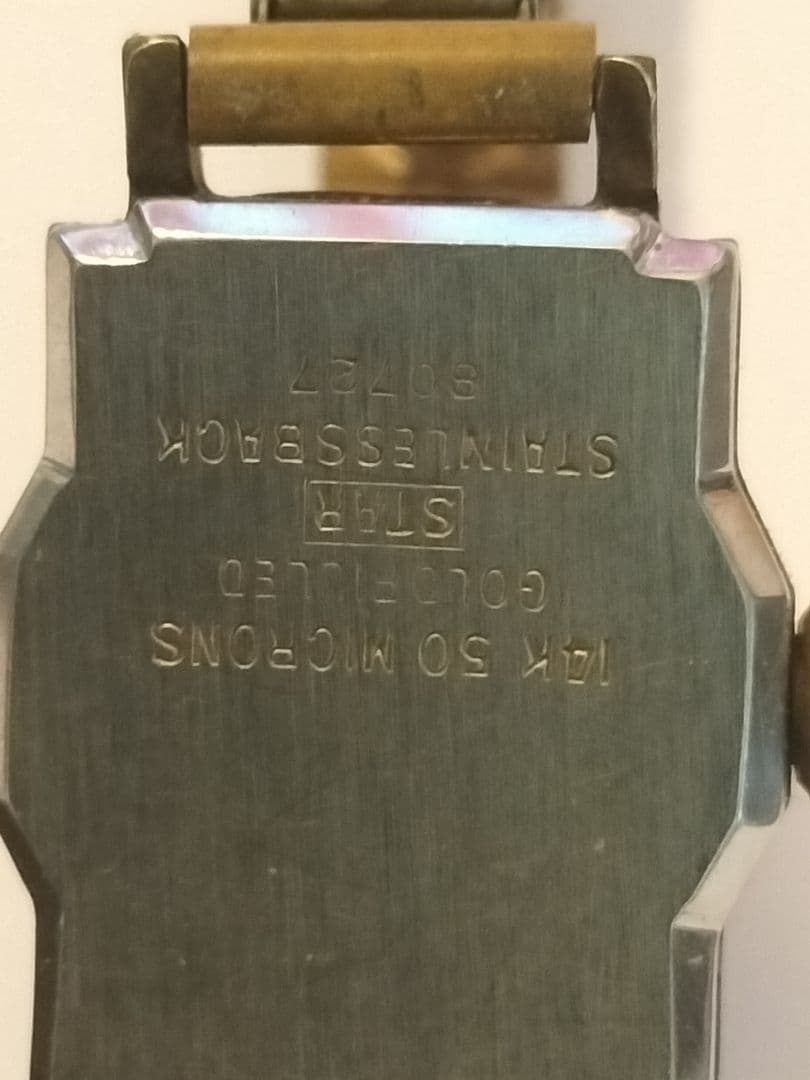 14K 50 MICRONS
GOLD FILLED
STAR
STAINLESS BACK
80727